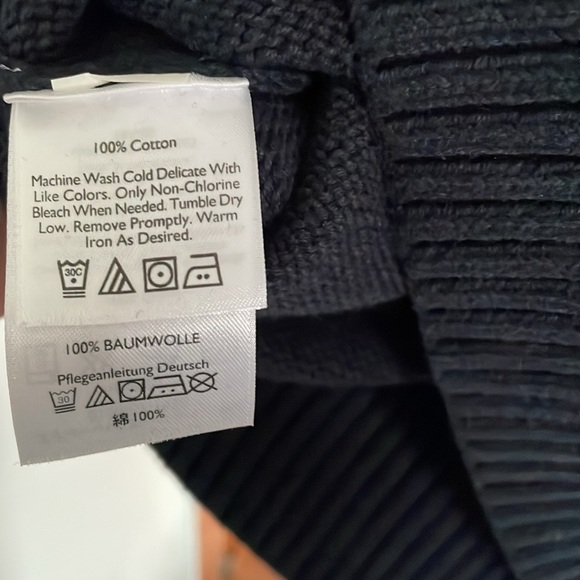 100% Cotton
Machine Wash Cold Delicate With
Like Colors. Only Non-Chlorine
Bleach When Needed. Tumble Dry
Low. Remove Promptly. Warm
Iron As Desired.
30C
100% BAUMWOLLE
Pflegeanleitung Deutsch
30
綿 100%